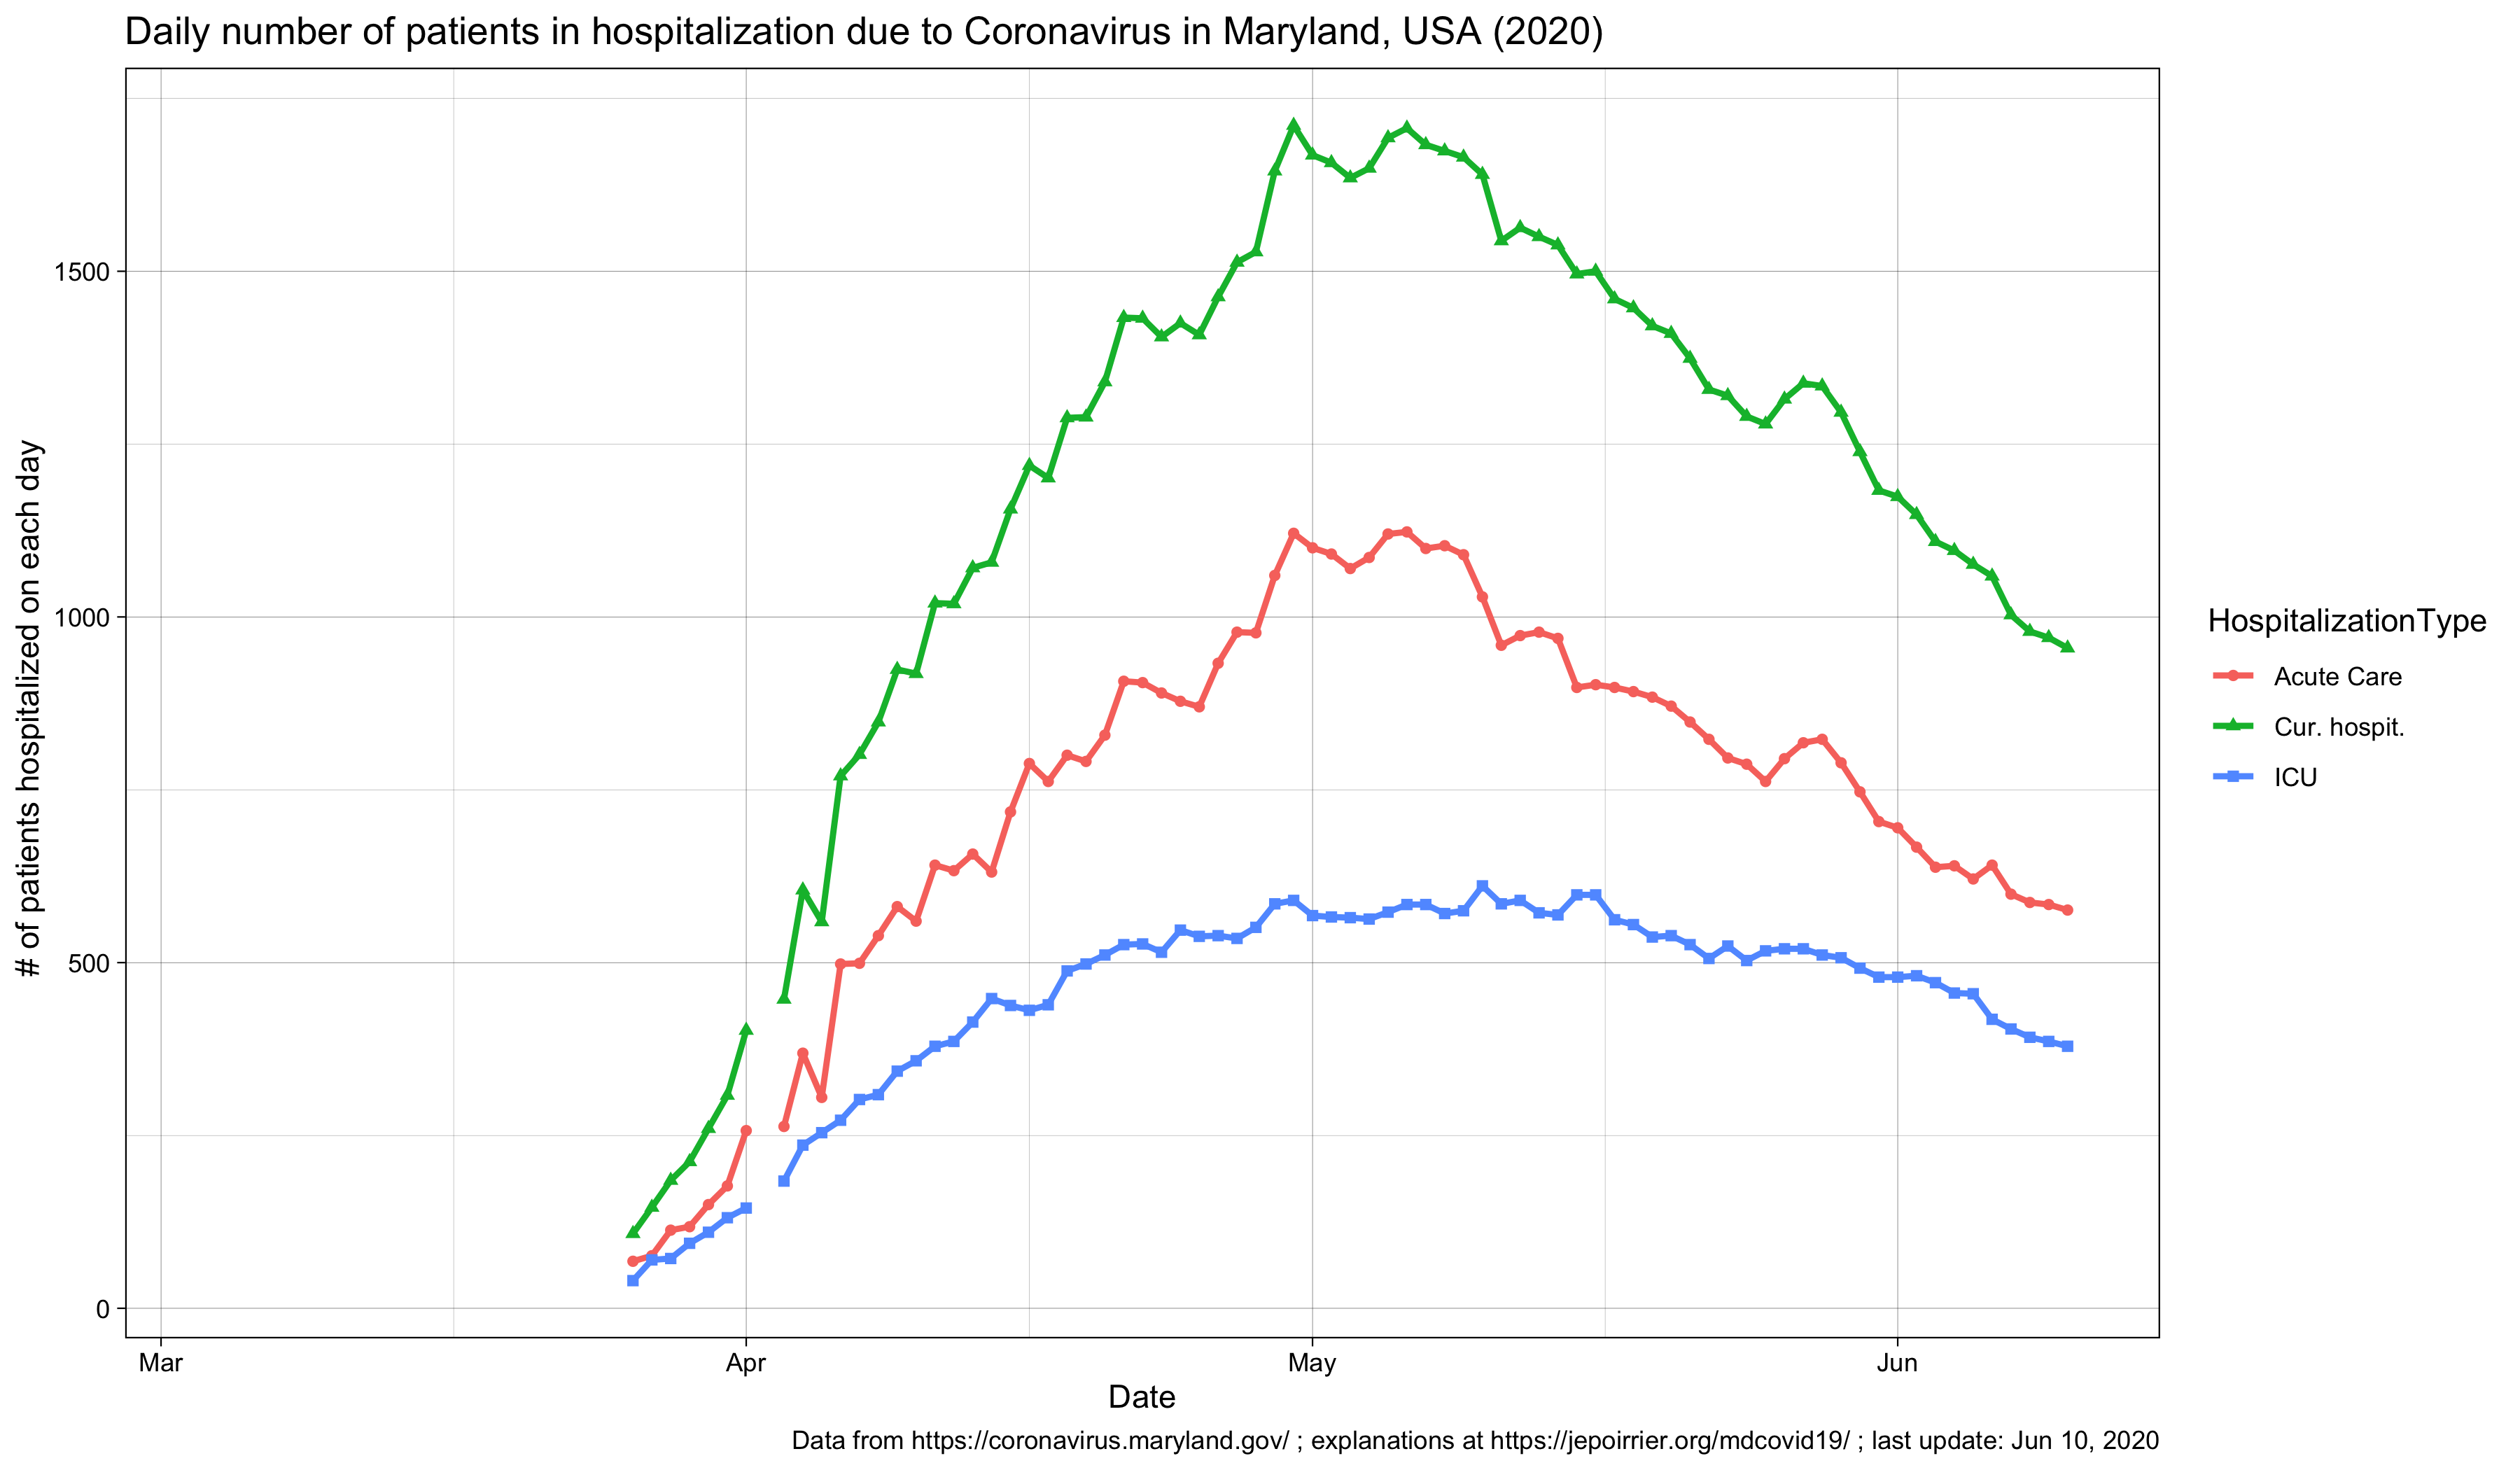 Daily number of patients in hospitalization due to Coronavirus in Maryland, USA (2020)
# of patients hospitalized on each day
1500
1000
500
0
Mar
Apr
May
Jun
Date
HospitalizationType
Acute Care
Cur. hospit.
ICU
Data from https://coronavirus.maryland.gov/ ; explanations at https://jepoirrier.org/mdcovid19/ ; last update: Jun 10, 2020